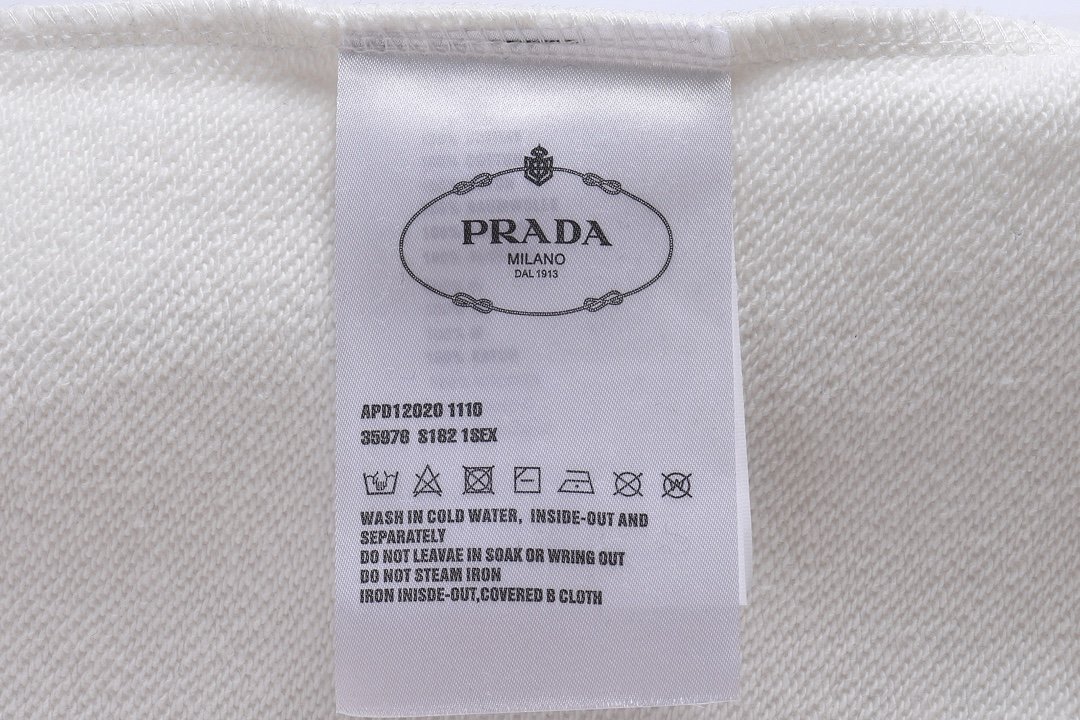 PRADA
MILANO
DAL 1913
APD12020 1110
35976 S182 1SEX
WASH IN COLD WATER, INSIDE-OUT AND
SEPARATELY
DO NOT LEAVAE IN SOAK OR WRING OUT
DO NOT STEAM IRON
IRON INISDE-OUT,COVERED B CLOTH